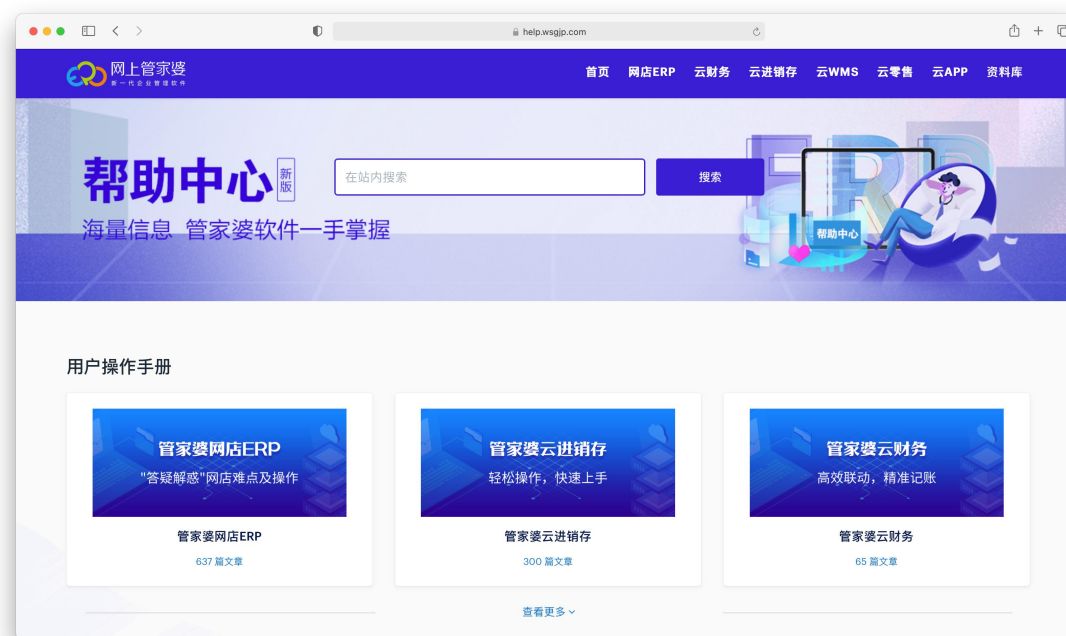 help.wsgjp.com
网上管家婆
新一代企业管理软件
首页 网店ERP 云财务 云进销存 云WMS 云零售 云APP 资料库
帮助中心 新版
在站内搜索
搜索
海量信息 管家婆软件一手掌握
帮助中心
用户操作手册
管家婆网店ERP
"答疑解惑"网店难点及操作
管家婆网店ERP
637 篇文章
管家婆云进销存
轻松操作，快速上手
管家婆云进销存
300 篇文章
管家婆云财务
高效联动，精准记账
管家婆云财务
65 篇文章
查看更多